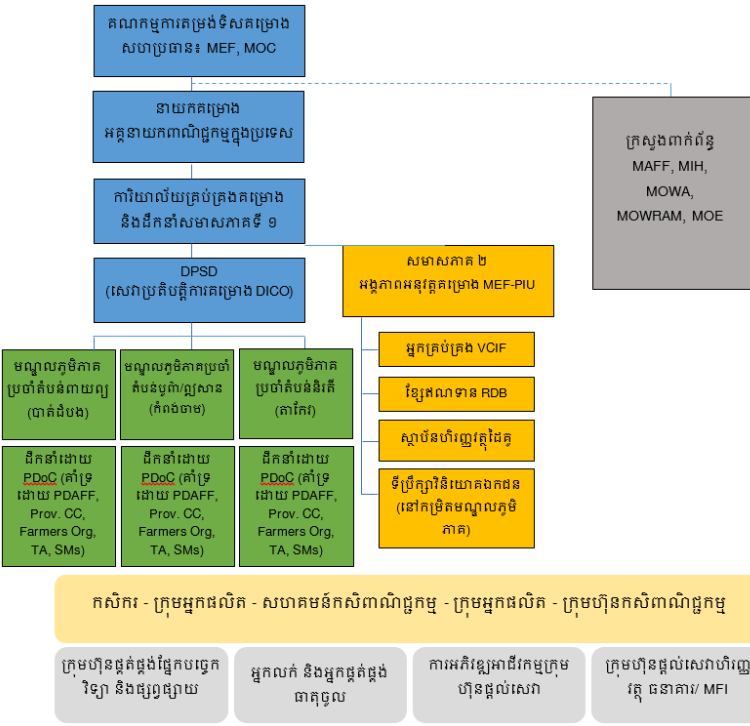 គណកម្មការតម្រង់ទិសគម្រោង
សហប្រធាន៖ MEF, MOC
នាយកគម្រោង
អគ្គនាយកពាណិជ្ជកម្មក្នុងប្រទេស
ក្រសួងពាក់ព័ន្ធ
MAFF, MIH,
MOWA,
MOWRAM, MOE
ការិយាល័យគ្រប់គ្រងគម្រោង
និងដឹកនាំសមាសភាគទី ១
DPSD
(សេវាប្រតិបត្តិការគម្រោង DICO)
សមាសភាគ ២
អង្គភាពអនុវត្តគម្រោង MEF-PIU
អ្នកគ្រប់គ្រង VCIF
ខ្សែឥណទាន RDB
ស្ថាប័នហិរញ្ញវត្ថុដៃគូ
ទីប្រឹក្សាវិនិយោគឯកជន
(នៅកម្រិតមណ្ឌលភូមិ
ភាគ)
មណ្ឌលភូមិភាគ
ប្រចាំតំបន់ពាយព្យ
(បាត់ដំបង)
មណ្ឌលភូមិភាគប្រចាំ
តំបន់បូព៌ា/ឦសាន
(កំពង់ចាម)
មណ្ឌលភូមិភាគ
ប្រចាំតំបន់និរតី
(តាកែវ)
ដឹកនាំដោយ
PDoC (គាំទ្រ
ដោយ PDAFF,
Prov. CC,
Farmers Org,
TA, SMs)
ដឹកនាំដោយ
PDoC (គាំទ្រ
ដោយ PDAFF,
Prov. CC,
Farmers Org,
TA, SMs)
ដឹកនាំដោយ
PDoC (គាំទ្រ
ដោយ PDAFF,
Prov. CC,
Farmers Org,
TA, SMs)
កសិករ - ក្រុមអ្នកផលិត - សហគមន៍កសិពាណិជ្ជកម្ម - ក្រុមអ្នកផលិត - ក្រុមហ៊ុនកសិពាណិជ្ជកម្ម
ក្រុមហ៊ុនផ្គត់ផ្គង់ផ្នែកបច្ចេក
វិទ្យា និងផ្សព្វផ្សាយ
អ្នកលក់ និងអ្នកផ្គត់ផ្គង់
ធាតុចូល
ការអភិវឌ្ឍអាជីវកម្មក្រុម
ហ៊ុនផ្តល់សេវា
ក្រុមហ៊ុនផ្តល់សេវាហិរញ្ញ
វត្ថុ ធនាគារ/ MFI